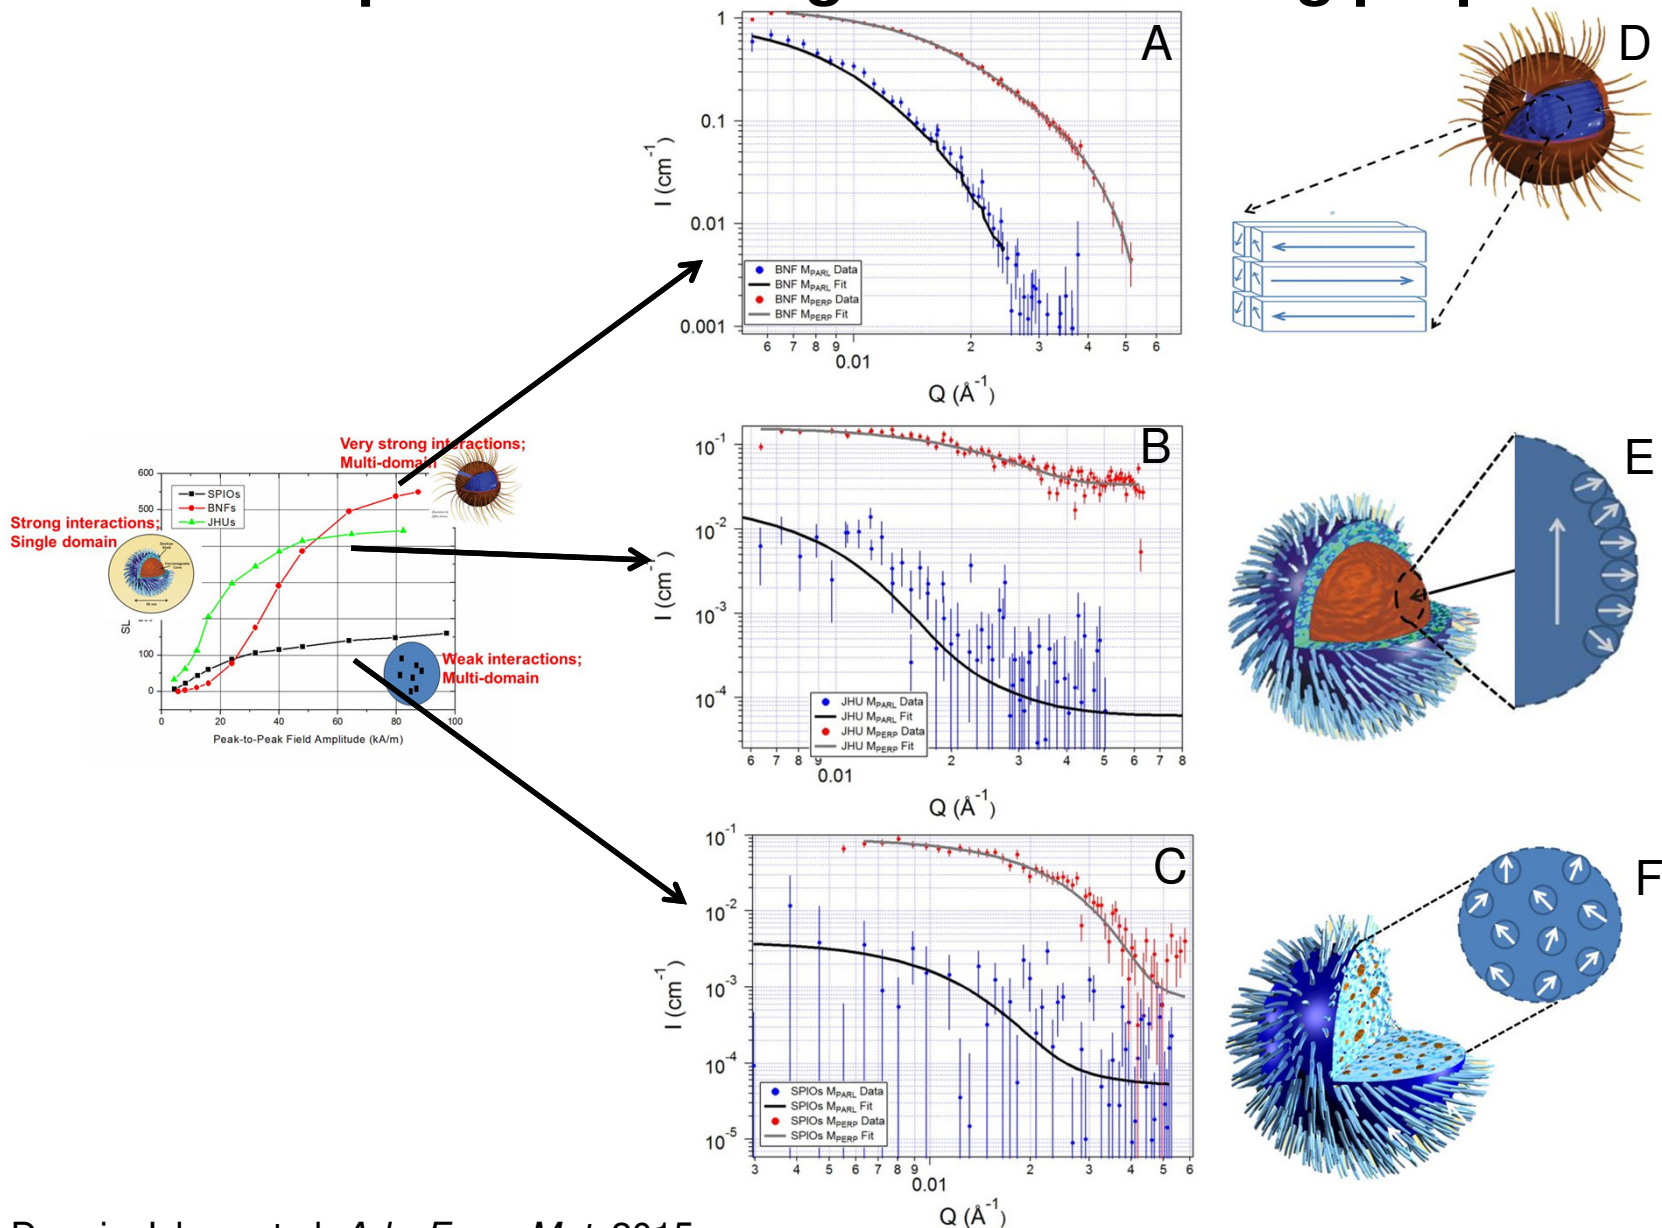 A
1
0.1
0.01
0.001
I (cm⁻¹)
BNF M_PARL Data
BNF M_PARL Fit
BNF M_PERP Data
BNF M_PERP Fit
6 7 8 9 2 3 4 5 6
0.01
Q (Å⁻¹)
D
Very strong interactions;
Multi-domain
Strong interactions;
Single domain
Weak interactions;
Multi-domain
600
500
100
0
SL
SPIOs
BNFs
JHUs
0 20 40 60 80 100
Peak-to-Peak Field Amplitude (kA/m)
B
10⁻¹
10⁻²
10⁻³
10⁻⁴
I (cm⁻¹)
JHU M_PARL Data
JHU M_PARL Fit
JHU M_PERP Data
JHU M_PERP Fit
6 7 8 9 2 3 4 5 6 7 8
0.01
Q (Å⁻¹)
E
C
10⁻¹
10⁻²
10⁻³
10⁻⁴
10⁻⁵
I (cm⁻¹)
SPIOs M_PARL Data
SPIOs M_PARL Fit
SPIOs M_PERP Data
SPIOs M_PERP Fit
3 4 5 6 7 8 9 2 3 4 5 6
0.01
Q (Å⁻¹)
F
2015